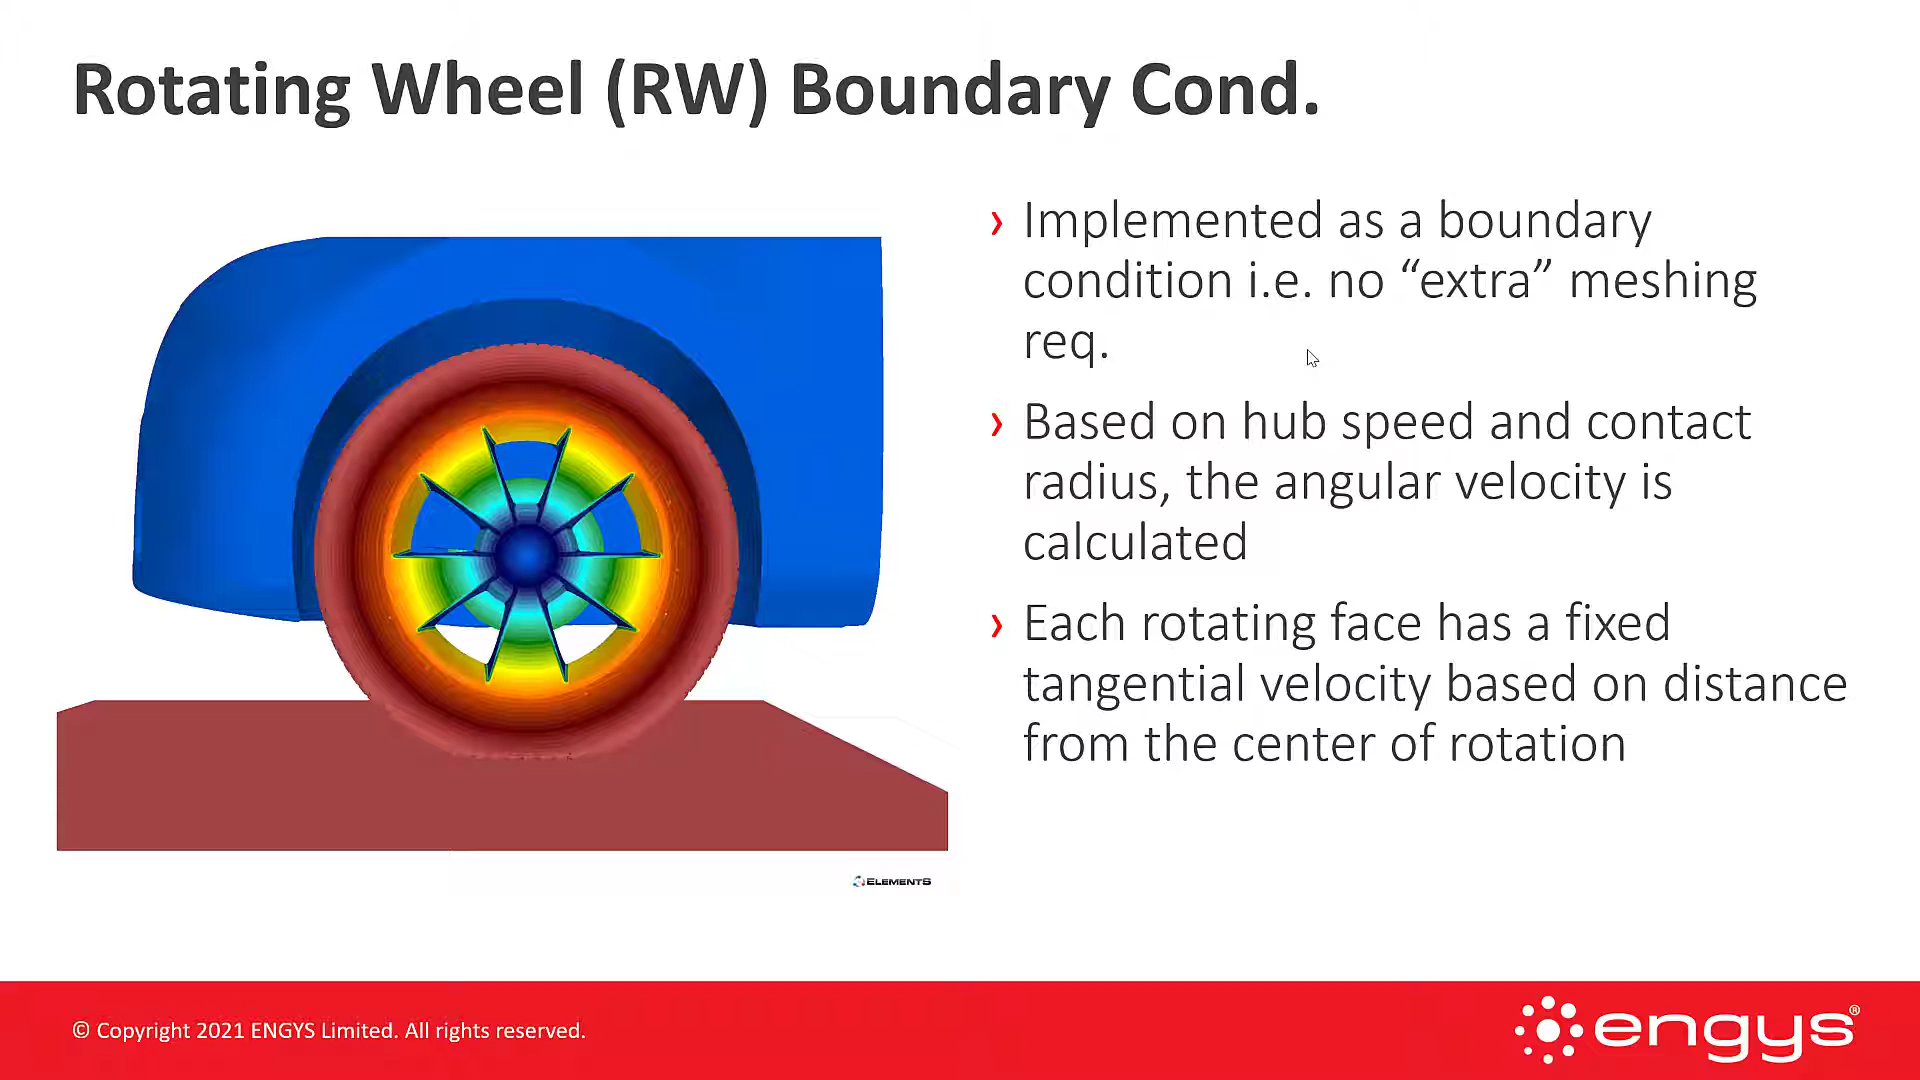 Rotating Wheel (RW) Boundary Cond.
› Implemented as a boundary
condition i.e. no “extra” meshing
req.
› Based on hub speed and contact
radius, the angular velocity is
calculated
› Each rotating face has a fixed
tangential velocity based on distance
from the center of rotation
ELEMENTS
© Copyright 2021 ENGYS Limited. All rights reserved.
engys®